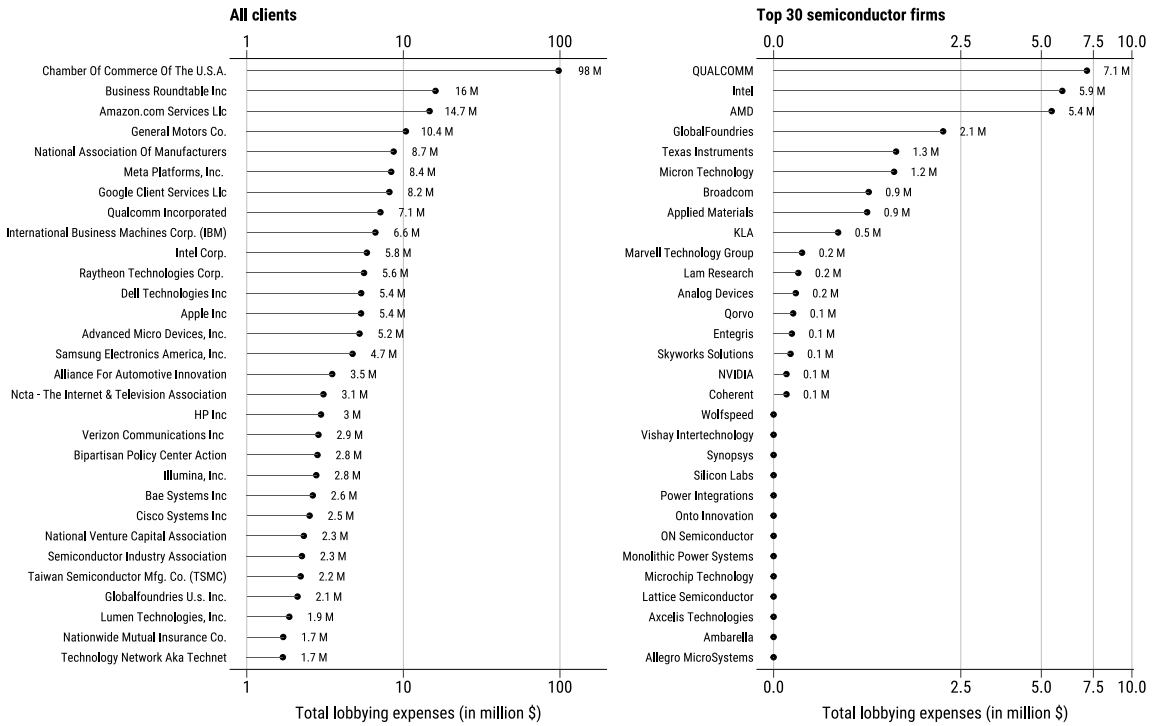 All clients
1 10 100
Chamber Of Commerce Of The U.S.A. 98 M
Business Roundtable Inc 16 M
Amazon.com Services Llc 14.7 M
General Motors Co. 10.4 M
National Association Of Manufacturers 8.7 M
Meta Platforms, Inc. 8.4 M
Google Client Services Llc 8.2 M
Qualcomm Incorporated 7.1 M
International Business Machines Corp. (IBM) 6.6 M
Intel Corp. 5.8 M
Raytheon Technologies Corp. 5.6 M
Dell Technologies Inc 5.4 M
Apple Inc 5.4 M
Advanced Micro Devices, Inc. 5.2 M
Samsung Electronics America, Inc. 4.7 M
Alliance For Automotive Innovation 3.5 M
Ncta - The Internet & Television Association 3.1 M
HP Inc 3 M
Verizon Communications Inc 2.9 M
Bipartisan Policy Center Action 2.8 M
Illumina, Inc. 2.8 M
Bae Systems Inc 2.6 M
Cisco Systems Inc 2.5 M
National Venture Capital Association 2.3 M
Semiconductor Industry Association 2.3 M
Taiwan Semiconductor Mfg. Co. (TSMC) 2.2 M
Globalfoundries U.s. Inc. 2.1 M
Lumen Technologies, Inc. 1.9 M
Nationwide Mutual Insurance Co. 1.7 M
Technology Network Aka Technet 1.7 M
1 10 100
Total lobbying expenses (in million $)
Top 30 semiconductor firms
0.0 2.5 5.0 7.5 10.0
QUALCOMM 7.1 M
Intel 5.9 M
AMD 5.4 M
GlobalFoundries 2.1 M
Texas Instruments 1.3 M
Micron Technology 1.2 M
Broadcom 0.9 M
Applied Materials 0.9 M
KLA 0.5 M
Marvell Technology Group 0.2 M
Lam Research 0.2 M
Analog Devices 0.2 M
Qorvo 0.1 M
Entegris 0.1 M
Skyworks Solutions 0.1 M
NVIDIA 0.1 M
Coherent 0.1 M
Wolfspeed
Vishay Intertechnology
Synopsys
Silicon Labs
Power Integrations
Onto Innovation
ON Semiconductor
Monolithic Power Systems
Microchip Technology
Lattice Semiconductor
Axcelis Technologies
Ambarella
Allegro MicroSystems
0.0 2.5 5.0 7.5 10.0
Total lobbying expenses (in million $)